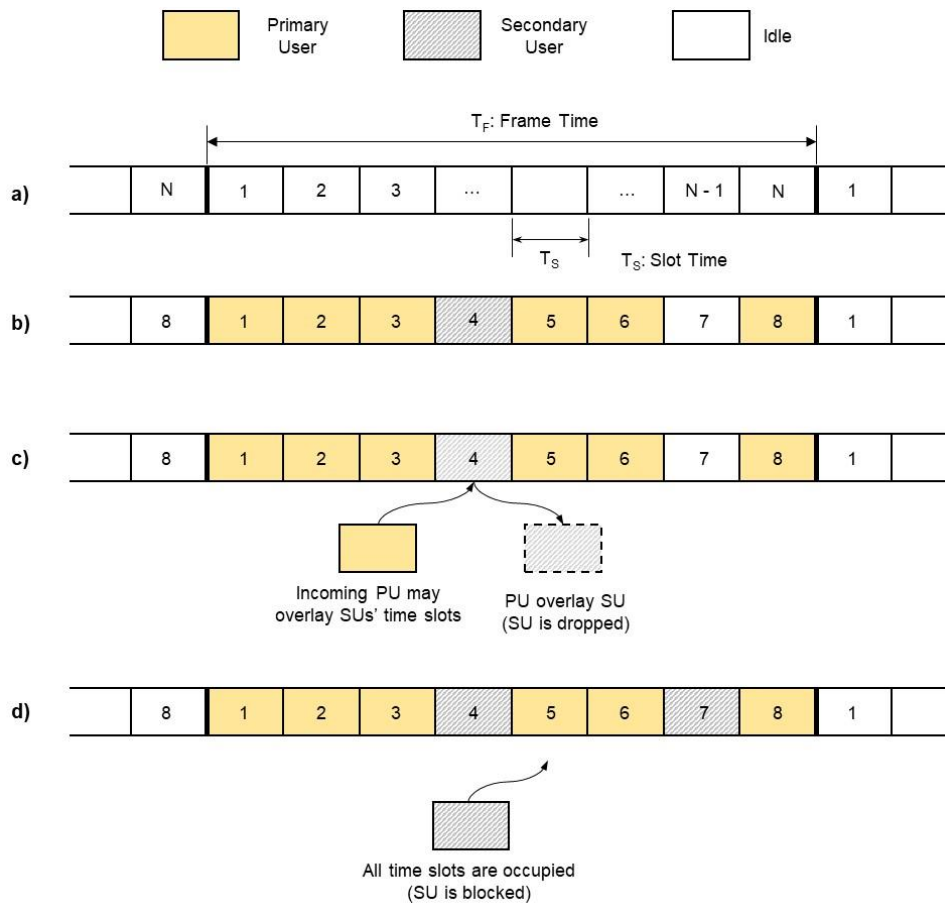 Primary
User
Secondary
User
Idle
T_F: Frame Time
a)
N 1 2 3 ... ... N - 1 N 1
T_S T_S: Slot Time
b)
8 1 2 3 4 5 6 7 8 1
c)
8 1 2 3 4 5 6 7 8 1
Incoming PU may
overlay SUs' time slots
PU overlay SU
(SU is dropped)
d)
8 1 2 3 4 5 6 7 8 1
All time slots are occupied
(SU is blocked)